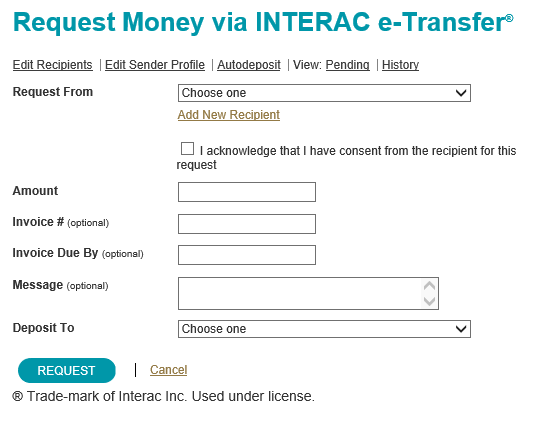 Request Money via INTERAC e-Transfer®
Edit Recipients | Edit Sender Profile | Autodeposit | View: Pending | History
Request From Choose one
Add New Recipient
I acknowledge that I have consent from the recipient for this
request
Amount
Invoice # (optional)
Invoice Due By (optional)
Message (optional)
Deposit To Choose one
REQUEST | Cancel
® Trade-mark of Interac Inc. Used under license.